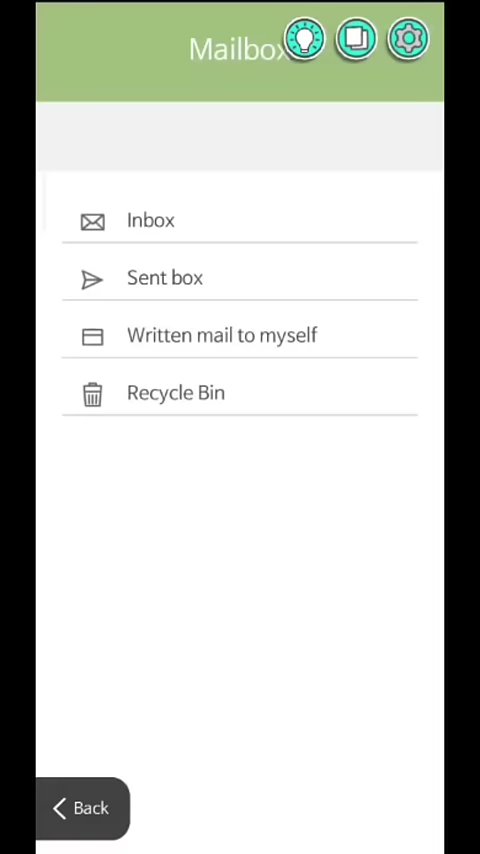 Mailbox
Inbox
Sent box
Written mail to myself
Recycle Bin
Back